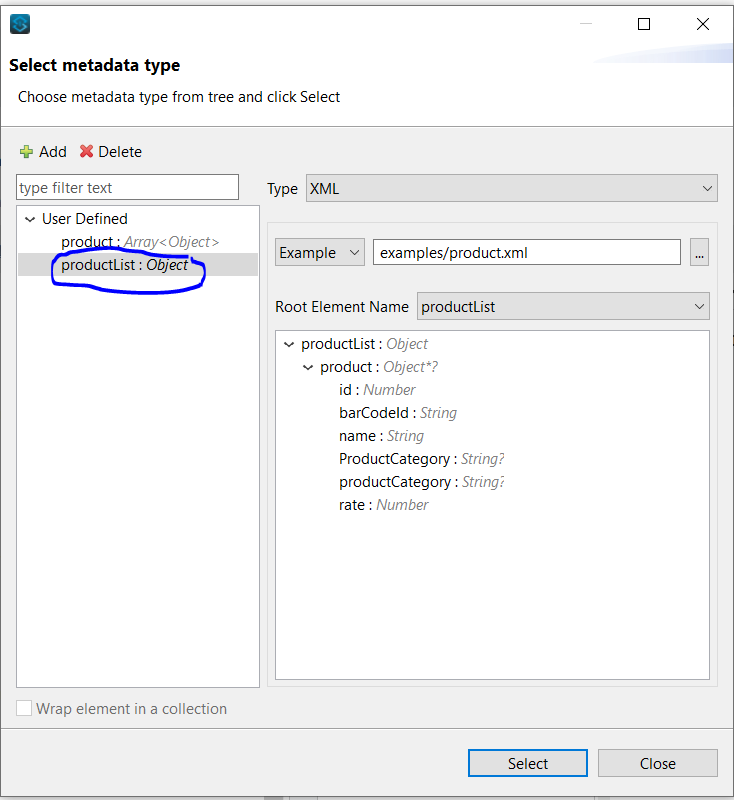 Select metadata type
Choose metadata type from tree and click Select
Add Delete
type filter text
Type XML
User Defined
product : Array<Object>
productList : Object
Example examples/product.xml ...
Root Element Name productList
productList : Object
product : Object*?
id : Number
barCodeId : String
name : String
ProductCategory : String?
productCategory : String?
rate : Number
Wrap element in a collection
Select Close